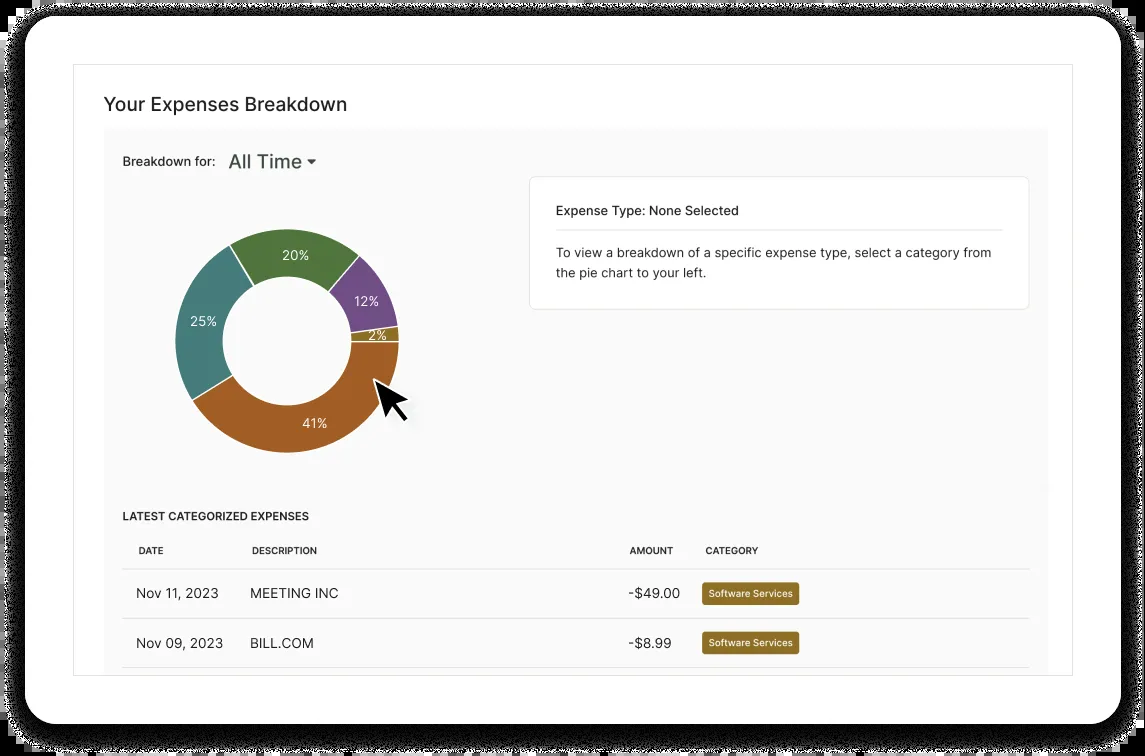 Your Expenses Breakdown
Breakdown for: All Time
Expense Type: None Selected
To view a breakdown of a specific expense type, select a category from
the pie chart to your left.
20%
12%
25%
2%
41%
LATEST CATEGORIZED EXPENSES
DATE DESCRIPTION AMOUNT CATEGORY
Nov 11, 2023 MEETING INC -$49.00 Software Services
Nov 09, 2023 BILL.COM -$8.99 Software Services